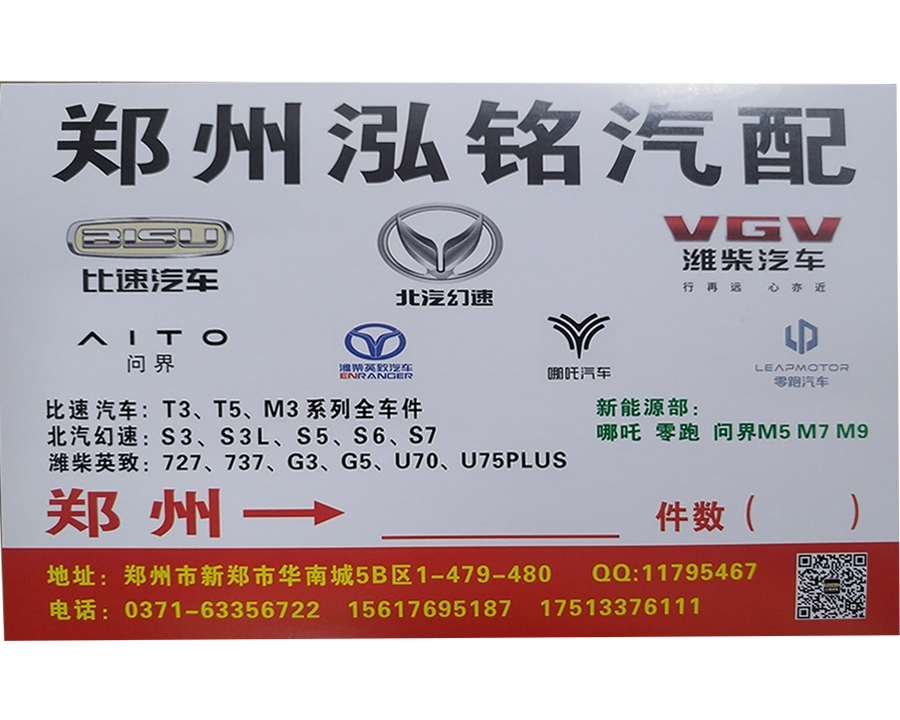 郑州泓铭汽配
BISU
比速汽车
北汽幻速
VGV
潍柴汽车
行再远 心亦近
AITO
问界
潍柴英致汽车
ENRANGER
哪吒汽车
LEAPMOTOR
零跑汽车
比速 汽车：T3、T5、M3 系列全车件
北汽幻速：S3、S3L、S5、S6、S7
潍柴英致：727、737、G3、G5、U70、U75PLUS
新能源部：
哪吒 零跑 问界M5 M7 M9
郑州 → ________ 件数（ ）
地址：郑州市新郑市华南城5B区1-479-480 QQ:11795467
电话：0371-63356722 15617695187 17513376111